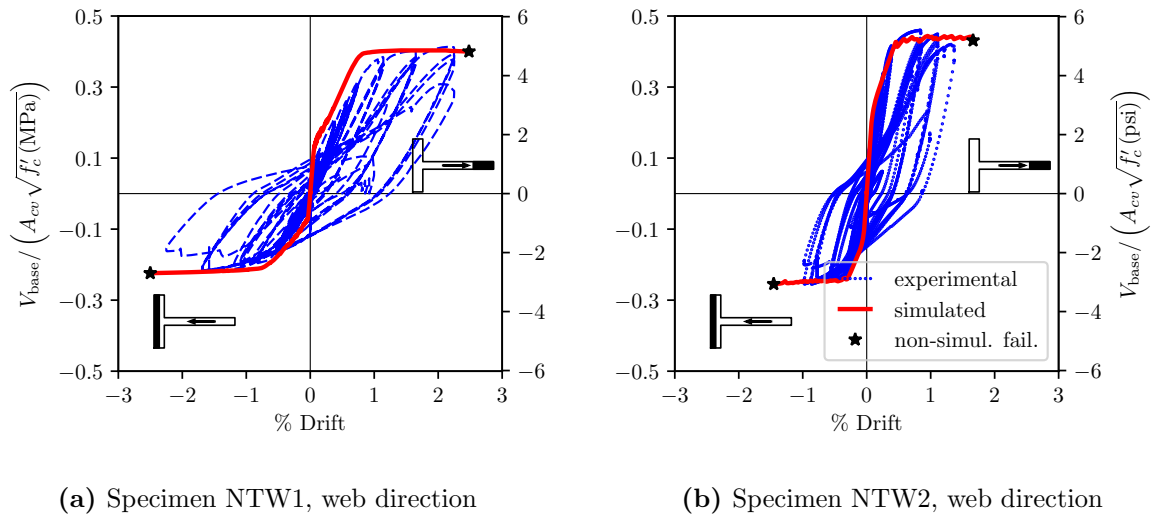 V_base/ (A_cv √f′_c (MPa))
0.5
0.3
0.1
−0.1
−0.3
−0.5
6
4
2
0
−2
−4
−6
−3 −2 −1 0 1 2 3
% Drift
0.5
0.3
0.1
−0.1
−0.3
−0.5
6
4
2
0
−2
−4
−6
V_base/ (A_cv √f′_c (psi))
experimental
simulated
non-simul. fail.
−3 −2 −1 0 1 2 3
% Drift
(a) Specimen NTW1, web direction
(b) Specimen NTW2, web direction